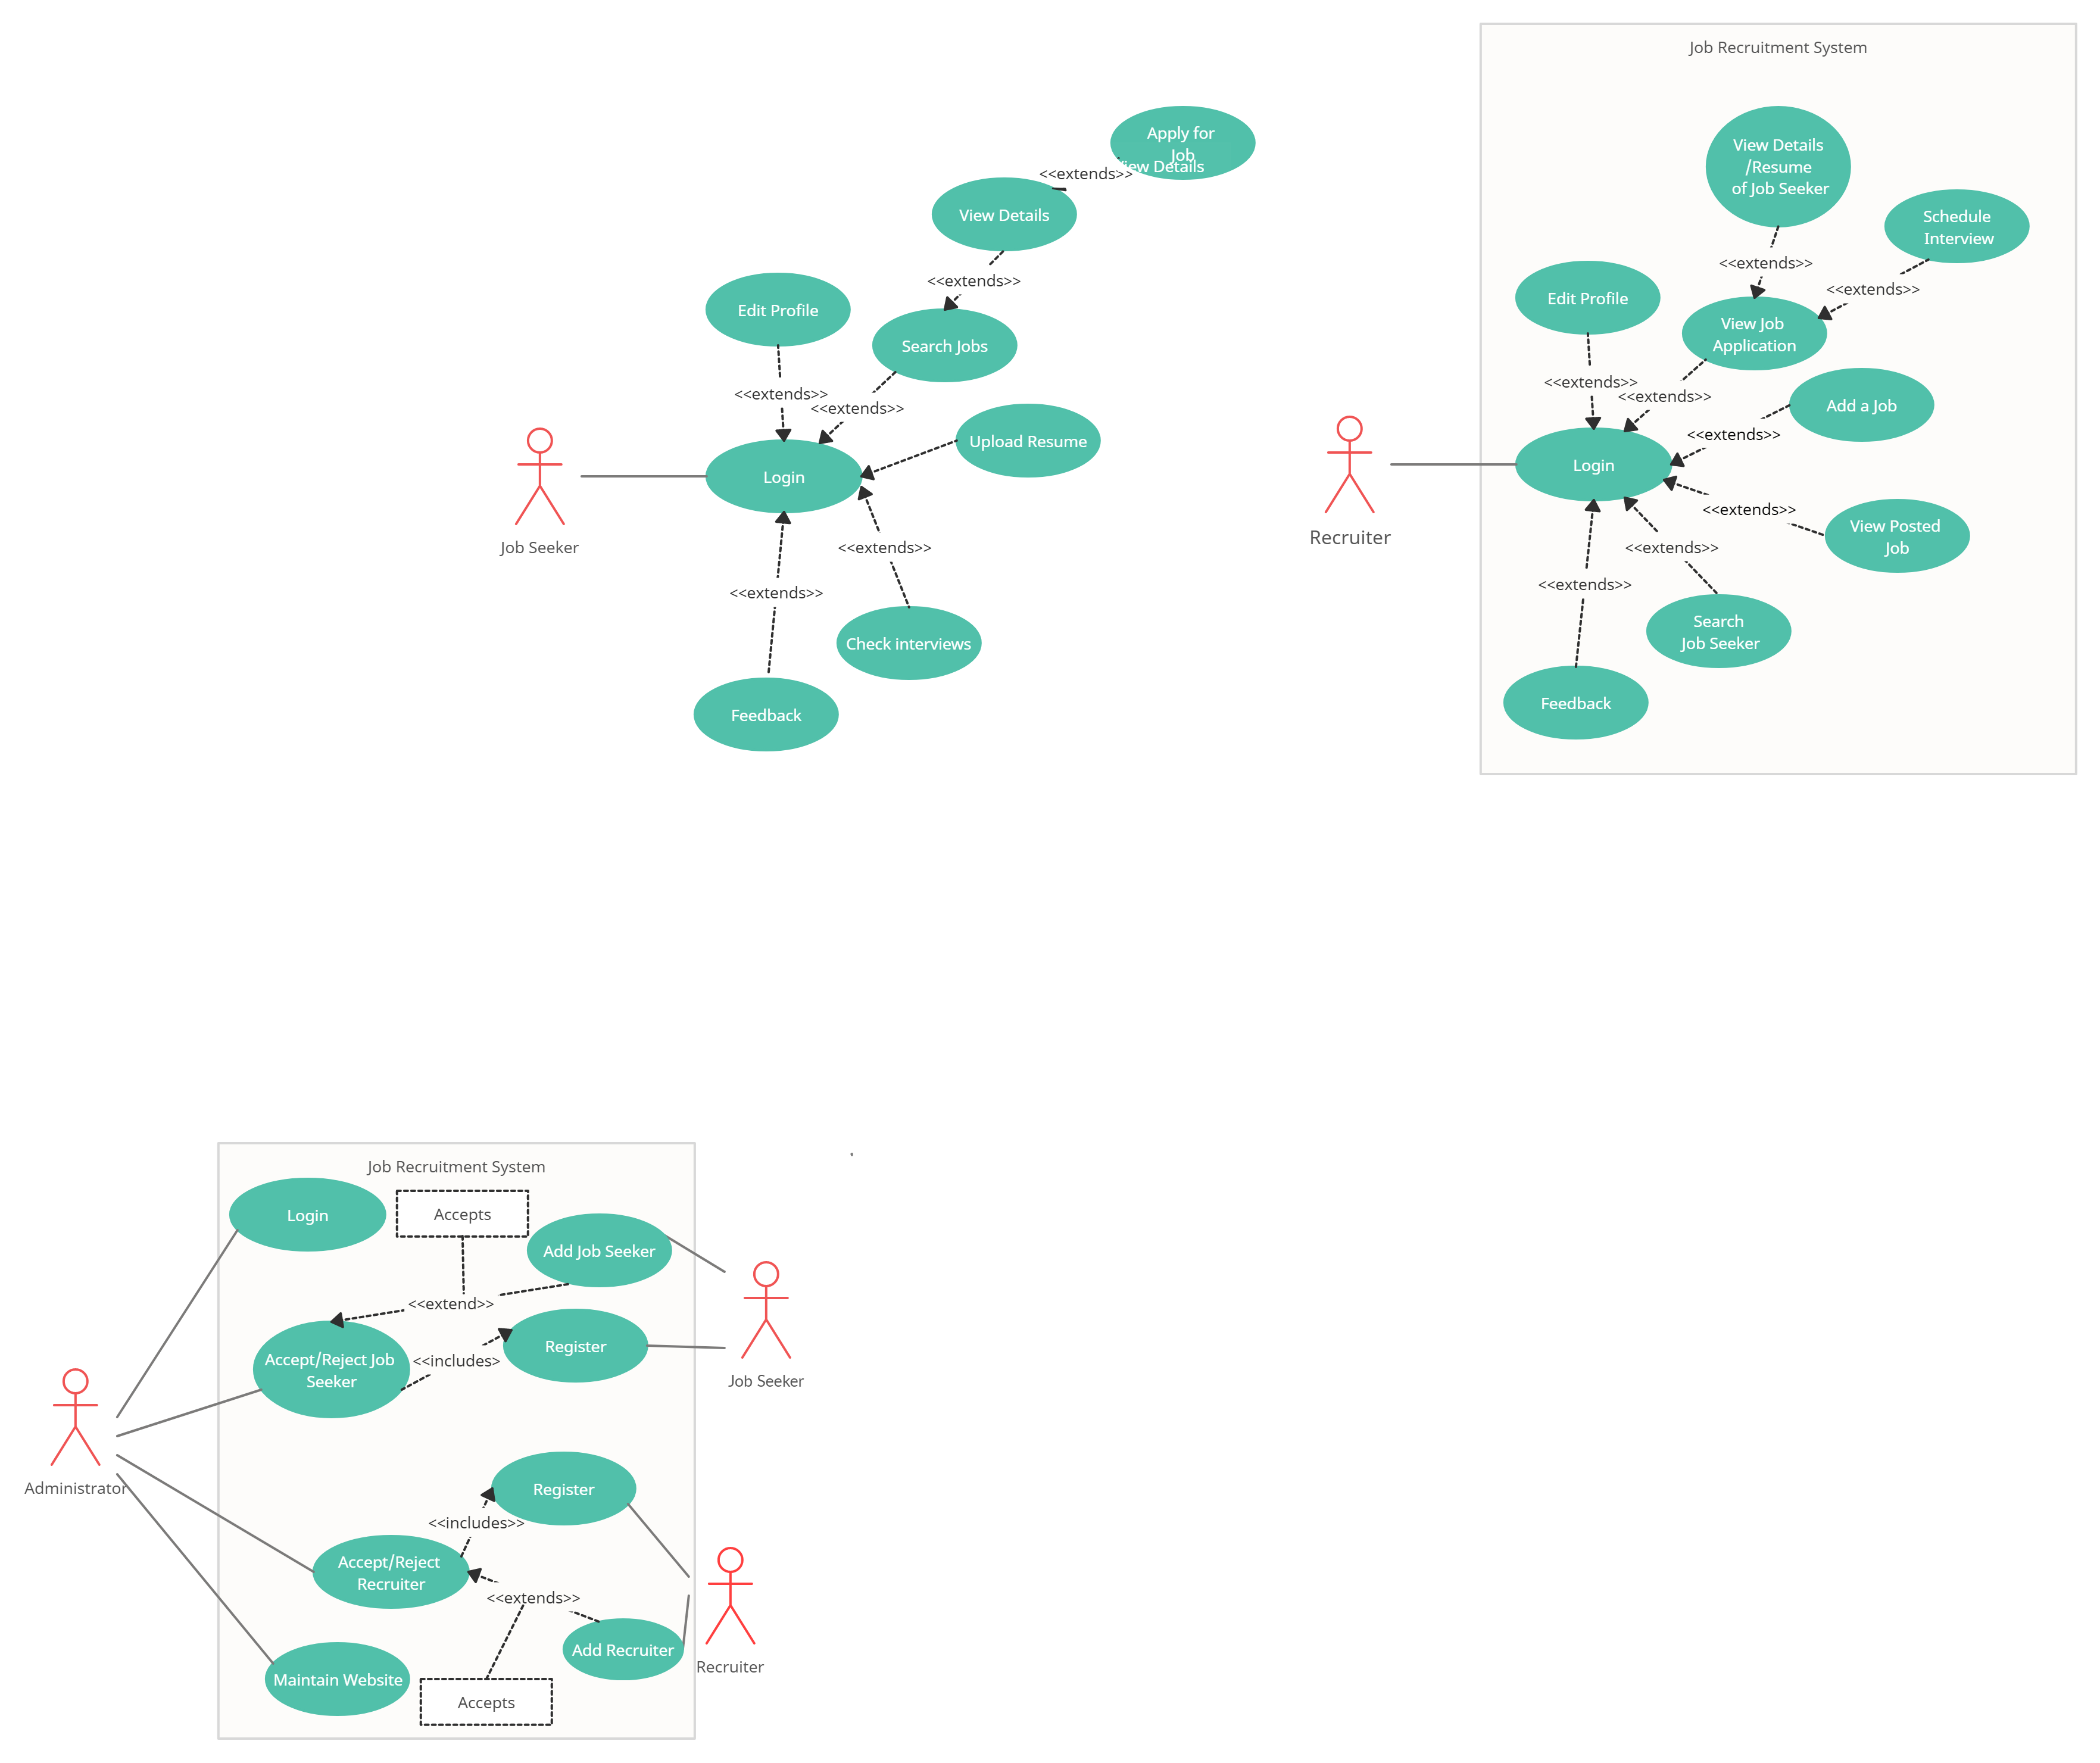 Job Recruitment System
Apply for
Job
View Details
<<extends>>
View Details
<<extends>>
Edit Profile
Search Jobs
<<extends>>
<<extends>>
Upload Resume
Login
Job Seeker
<<extends>>
<<extends>>
Check interviews
Feedback
View Details
/Resume
of Job Seeker
Schedule
Interview
<<extends>>
<<extends>>
Edit Profile
View Job
Application
<<extends>>
<<extends>>
Add a Job
<<extends>>
Login
Recruiter
<<extends>>
View Posted
Job
<<extends>>
<<extends>>
Search
Job Seeker
Feedback
Job Recruitment System
Login
Accepts
Add Job Seeker
<<extend>>
Register
Accept/Reject Job
Seeker
<<includes>
Job Seeker
Administrator
Register
<<includes>>
Accept/Reject
Recruiter
<<extends>>
Add Recruiter
Recruiter
Maintain Website
Accepts